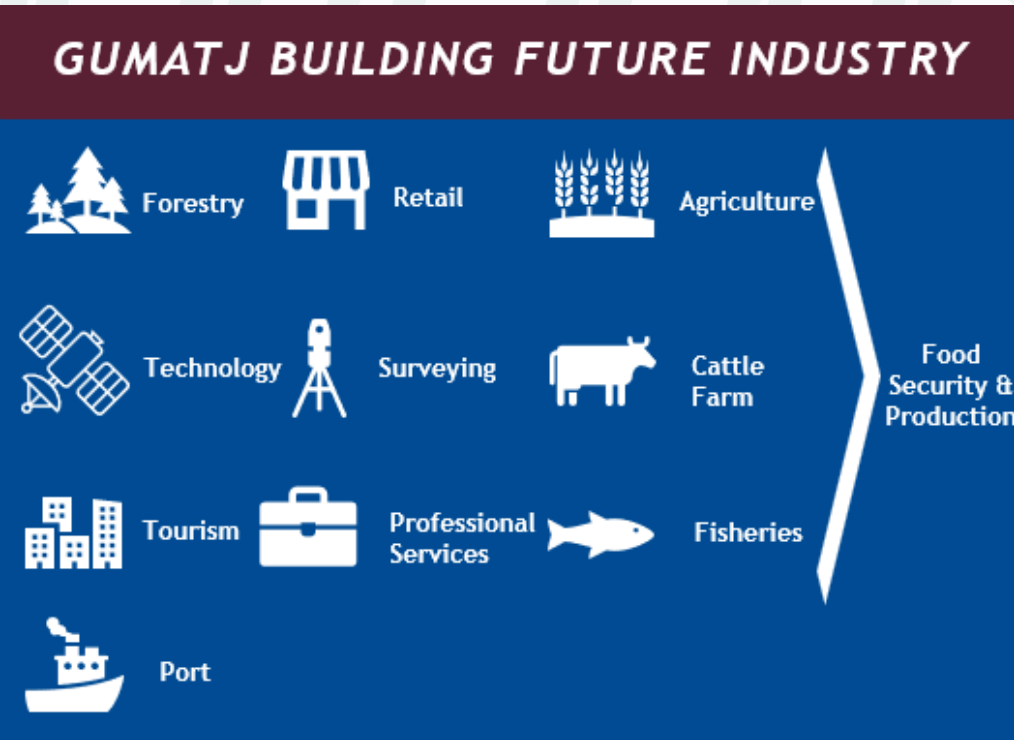 GUMATJ BUILDING FUTURE INDUSTRY
Forestry
Retail
Agriculture
Technology
Surveying
Cattle
Farm
Food
Security &
Production
Tourism
Professional
Services
Fisheries
Port